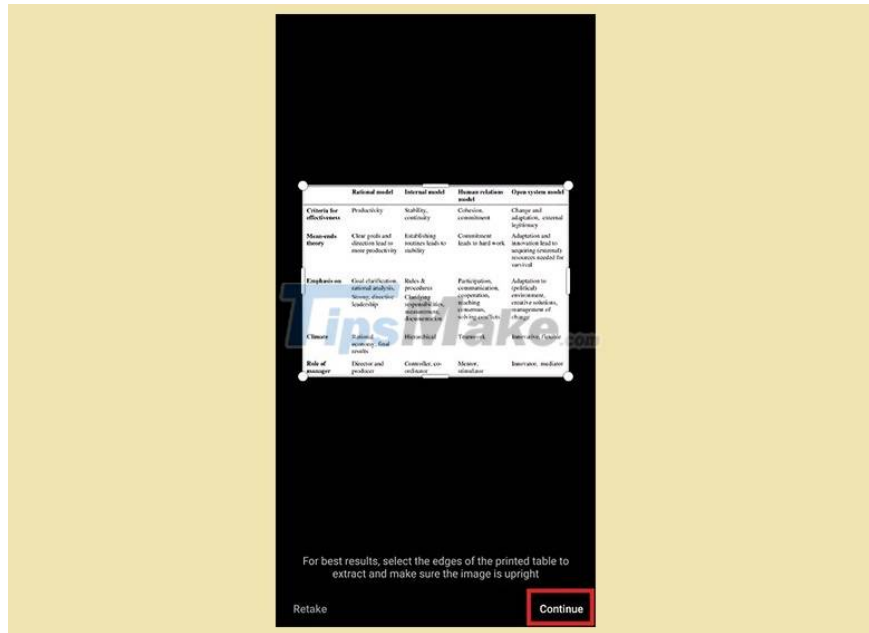 Rational model Internal model Human relations Open system model
model
Criteria for Productivity Stability, Cohesion, Change and
effectiveness continuity commitment adaptation, external
legitimacy
Means-ends Clear goals and Establishing Commitment Adaptation and
theory direction lead to routines leads to leads to hard work innovation lead to
more productivity stability acquiring (external)
resources needed for
survival
Emphasis on Goal clarification, Rules & Participation, Adaptation to
rational analysis, procedures communication, (political)
Strong, directive Clarifying cooperation, environment,
leadership responsibilities, reaching creative solutions,
measurement, consensus, management of
documentation solving conflicts change
TipsMake.com
Climate Rational Hierarchical Teamwork Innovative, flexible
economy, final
results
Role of Director and Controller, co- Mentor, Innovator, mediator
manager producer ordinator stimulator
For best results, select the edges of the printed table to
extract and make sure the image is upright
Retake Continue